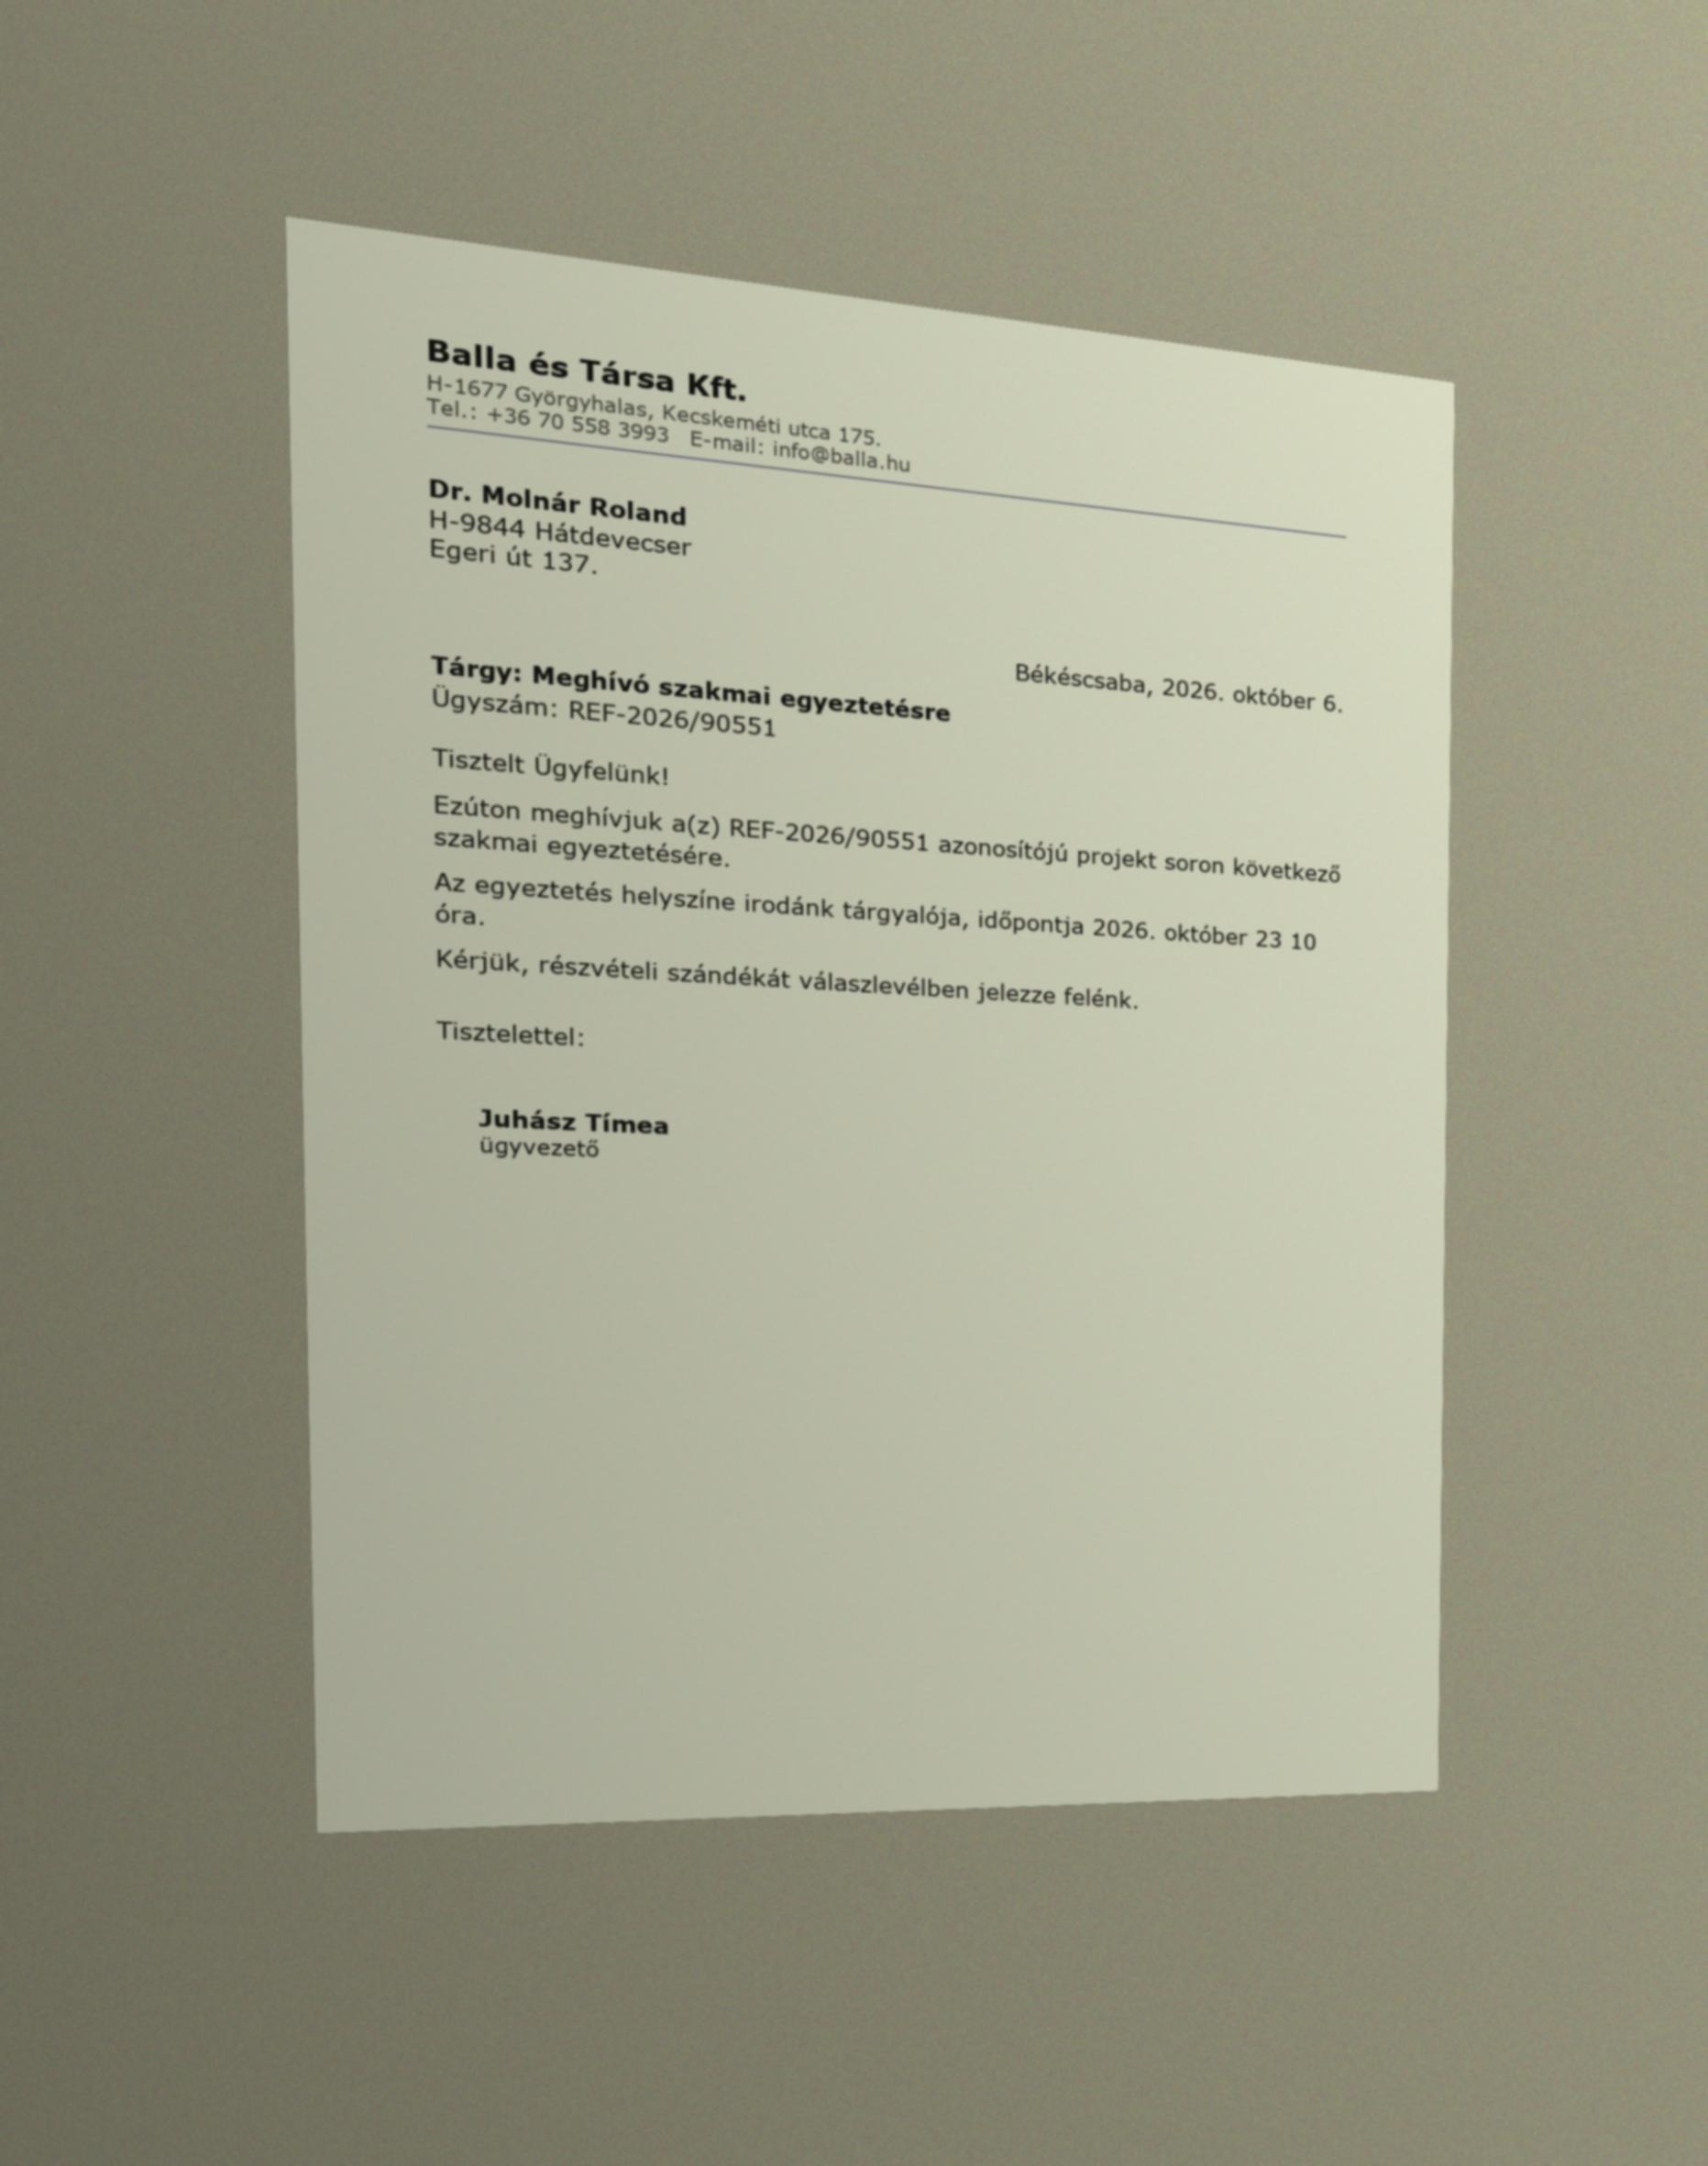 Balla és Társa Kft.
H-1677 Györgyhalas, Kecskeméti utca 175.
Tel.: +36 70 558 3993 E-mail: info@balla.hu
Dr. Molnár Roland
H-9844 Hátdevecser
Egeri út 137.
Békéscsaba, 2026. október 6.
Tárgy: Meghívó szakmai egyeztetésre
Ügyszám: REF-2026/90551
Tisztelt Ügyfelünk!
Ezúton meghívjuk a(z) REF-2026/90551 azonosítójú projekt soron következő
szakmai egyeztetésére.
Az egyeztetés helyszíne irodánk tárgyalója, időpontja 2026. október 23 10
óra.
Kérjük, részvételi szándékát válaszlevélben jelezze felénk.
Tisztelettel:
Juhász Tímea
ügyvezető